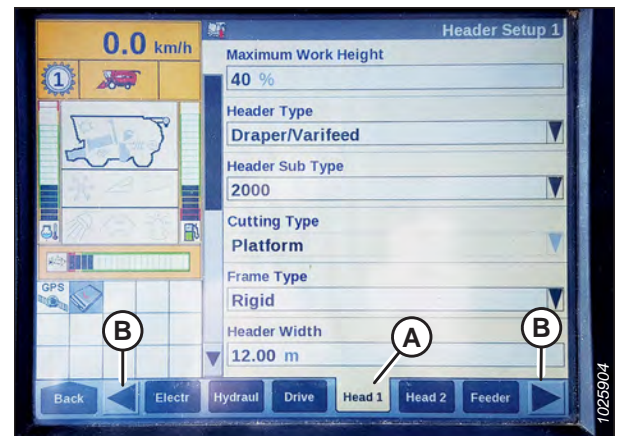 0.0 km/h
Header Setup 1
1
Maximum Work Height
40 %
Header Type
Draper/Varifeed
Header Sub Type
2000
Cutting Type
Platform
Frame Type
Rigid
GPS
Header Width
12.00 m
B
A
B
Back
Electr
Hydraul
Drive
Head 1
Head 2
Feeder
1025904